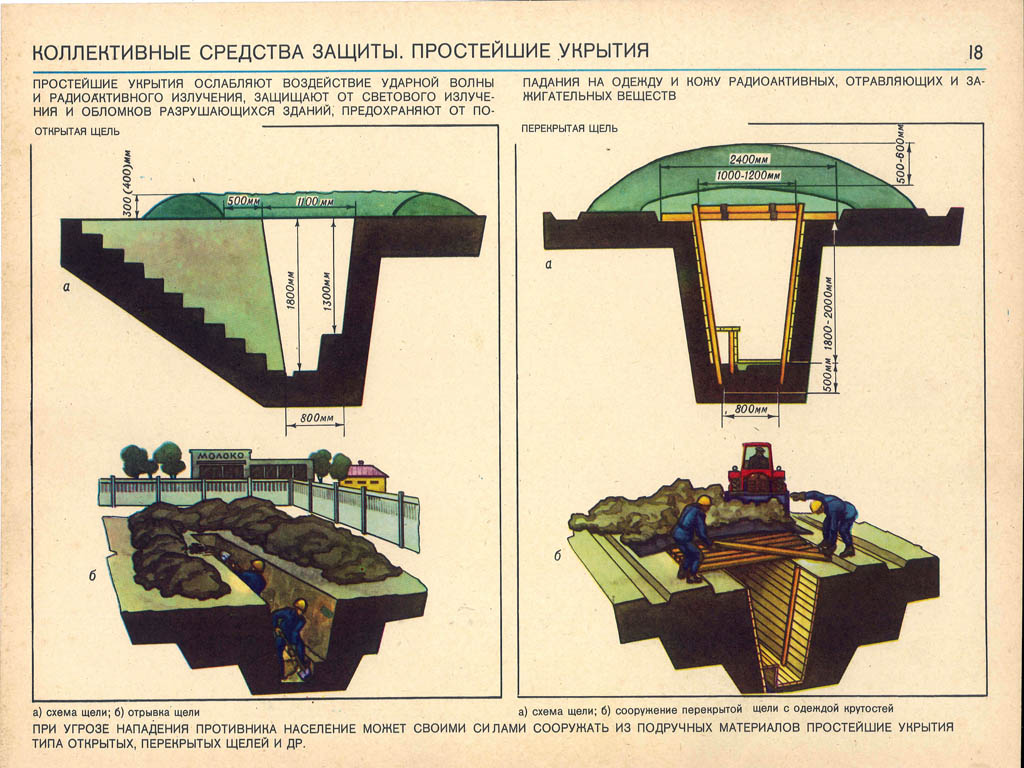 КОЛЛЕКТИВНЫЕ СРЕДСТВА ЗАЩИТЫ. ПРОСТЕЙШИЕ УКРЫТИЯ
18
ПРОСТЕЙШИЕ УКРЫТИЯ ОСЛАБЛЯЮТ ВОЗДЕЙСТВИЕ УДАРНОЙ ВОЛНЫ
И РАДИОАКТИВНОГО ИЗЛУЧЕНИЯ, ЗАЩИЩАЮТ ОТ СВЕТОВОГО ИЗЛУЧЕ-
НИЯ И ОБЛОМКОВ РАЗРУШАЮЩИХСЯ ЗДАНИЙ, ПРЕДОХРАНЯЮТ ОТ ПО-
ПАДАНИЯ НА ОДЕЖДУ И КОЖУ РАДИОАКТИВНЫХ, ОТРАВЛЯЮЩИХ И ЗА-
ЖИГАТЕЛЬНЫХ ВЕЩЕСТВ
ОТКРЫТАЯ ЩЕЛЬ
300 (400)мм
500мм
1100мм
1800мм
1300мм
800мм
а
МОЛОКО
б
а) схема щели; б) отрывка щели
ПЕРЕКРЫТАЯ ЩЕЛЬ
2400мм
1000-1200мм
500-600мм
1800-2000мм
500мм
800мм
а
б
а) схема щели; б) сооружение перекрытой щели с одеждой крутостей
ПРИ УГРОЗЕ НАПАДЕНИЯ ПРОТИВНИКА НАСЕЛЕНИЕ МОЖЕТ СВОИМИ СИЛАМИ СООРУЖАТЬ ИЗ ПОДРУЧНЫХ МАТЕРИАЛОВ ПРОСТЕЙШИЕ УКРЫТИЯ
ТИПА ОТКРЫТЫХ, ПЕРЕКРЫТЫХ ЩЕЛЕЙ И ДР.